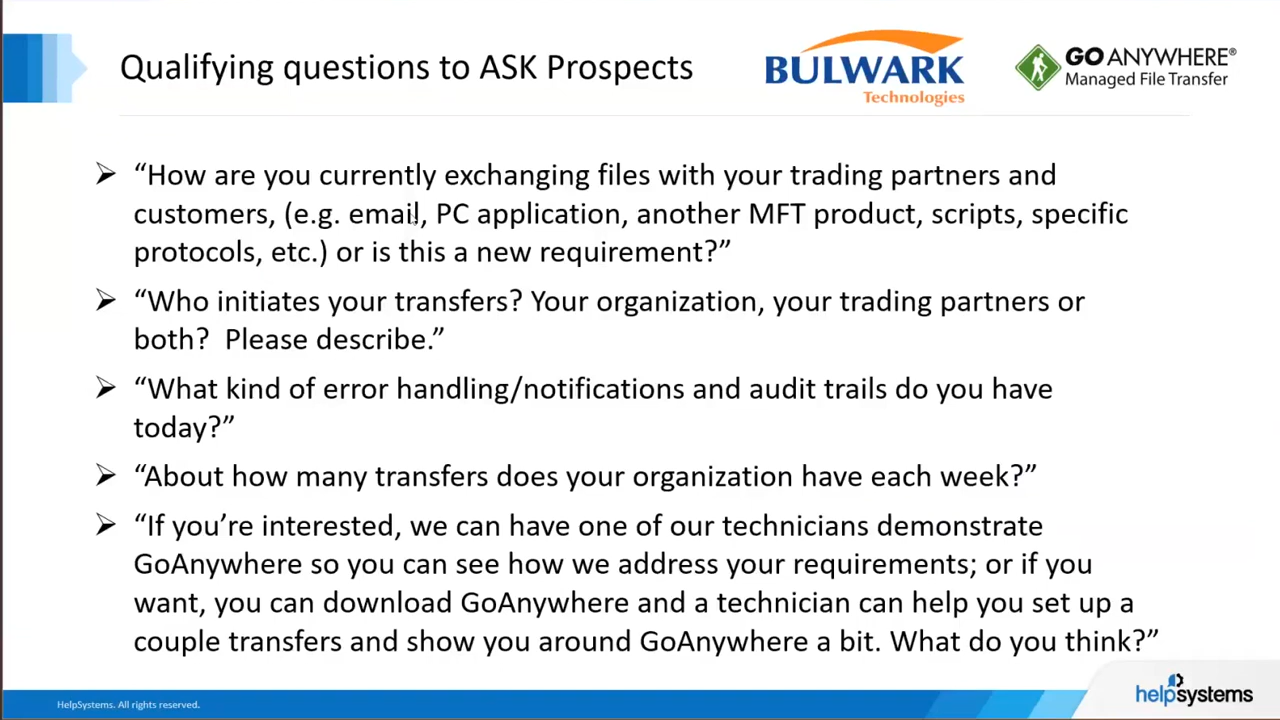 Qualifying questions to ASK Prospects
BULWARK
Technologies
GO ANYWHERE®
Managed File Transfer
➢ “How are you currently exchanging files with your trading partners and
customers, (e.g. email, PC application, another MFT product, scripts, specific
protocols, etc.) or is this a new requirement?”
➢ “Who initiates your transfers? Your organization, your trading partners or
both?  Please describe.”
➢ “What kind of error handling/notifications and audit trails do you have
today?”
➢ “About how many transfers does your organization have each week?”
➢ “If you’re interested, we can have one of our technicians demonstrate
GoAnywhere so you can see how we address your requirements; or if you
want, you can download GoAnywhere and a technician can help you set up a
couple transfers and show you around GoAnywhere a bit. What do you think?”
HelpSystems. All rights reserved.
helpsystems